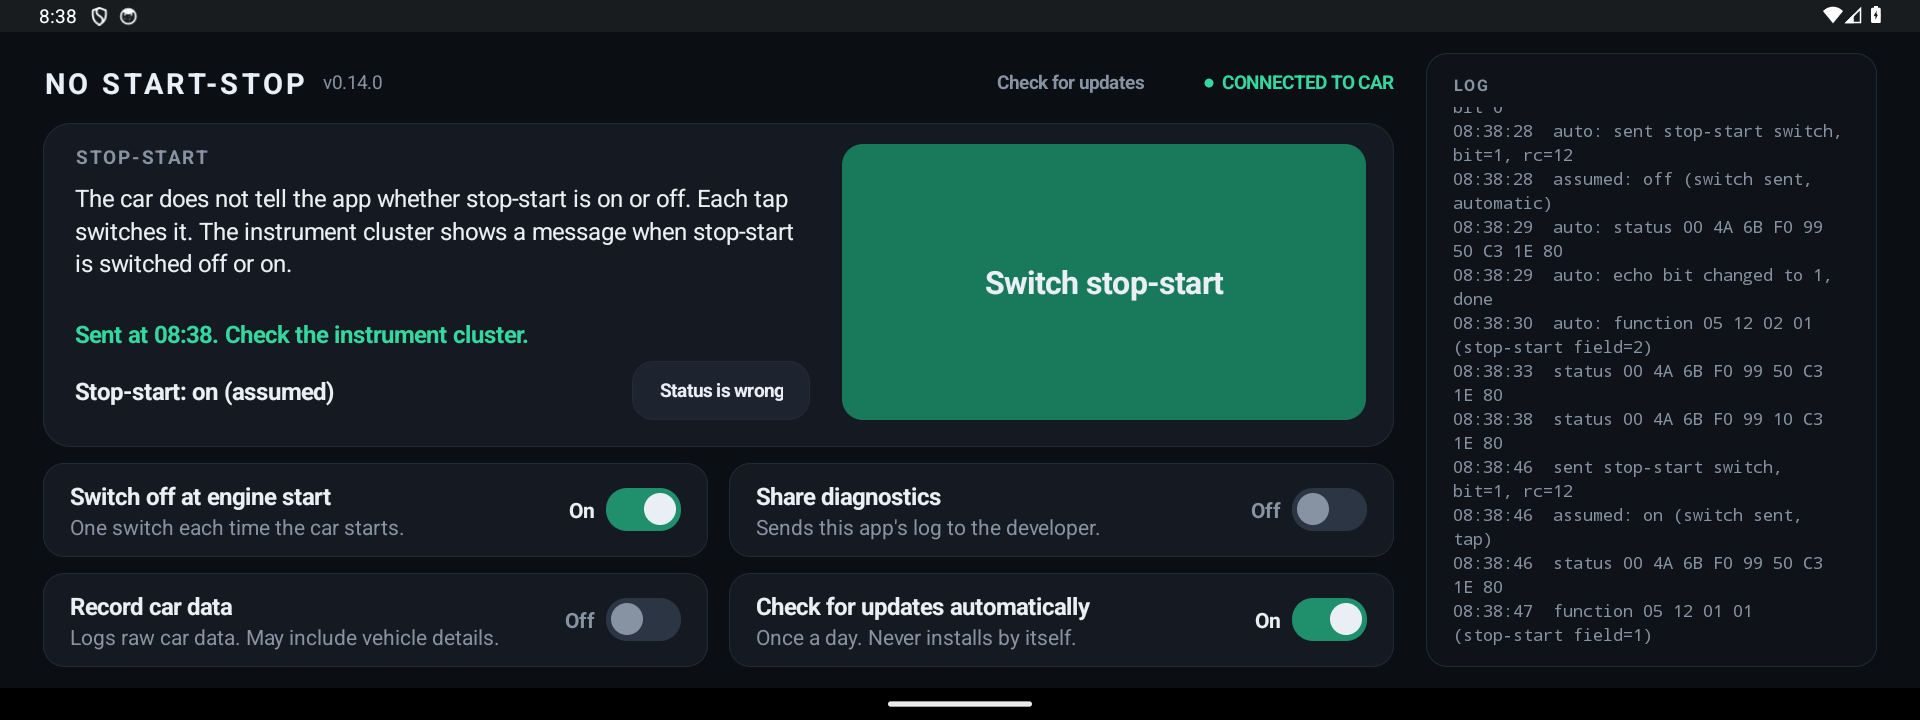 8:38
NO START-STOP v0.14.0
Check for updates
CONNECTED TO CAR
STOP-START
The car does not tell the app whether stop-start is on or off. Each tap
switches it. The instrument cluster shows a message when stop-start
is switched off or on.
Sent at 08:38. Check the instrument cluster.
Stop-start: on (assumed)
Status is wrong
Switch stop-start
Switch off at engine start
One switch each time the car starts.
On
Share diagnostics
Sends this app's log to the developer.
Off
Record car data
Logs raw car data. May include vehicle details.
Off
Check for updates automatically
Once a day. Never installs by itself.
On
LOG
08:38:28 auto: sent stop-start switch,
bit=1, rc=12
08:38:28 assumed: off (switch sent,
automatic)
08:38:29 auto: status 00 4A 6B F0 99
50 C3 1E 80
08:38:29 auto: echo bit changed to 1,
done
08:38:30 auto: function 05 12 02 01
(stop-start field=2)
08:38:33 status 00 4A 6B F0 99 50 C3
1E 80
08:38:38 status 00 4A 6B F0 99 10 C3
1E 80
08:38:46 sent stop-start switch,
bit=1, rc=12
08:38:46 assumed: on (switch sent,
tap)
08:38:46 status 00 4A 6B F0 99 50 C3
1E 80
08:38:47 function 05 12 01 01
(stop-start field=1)